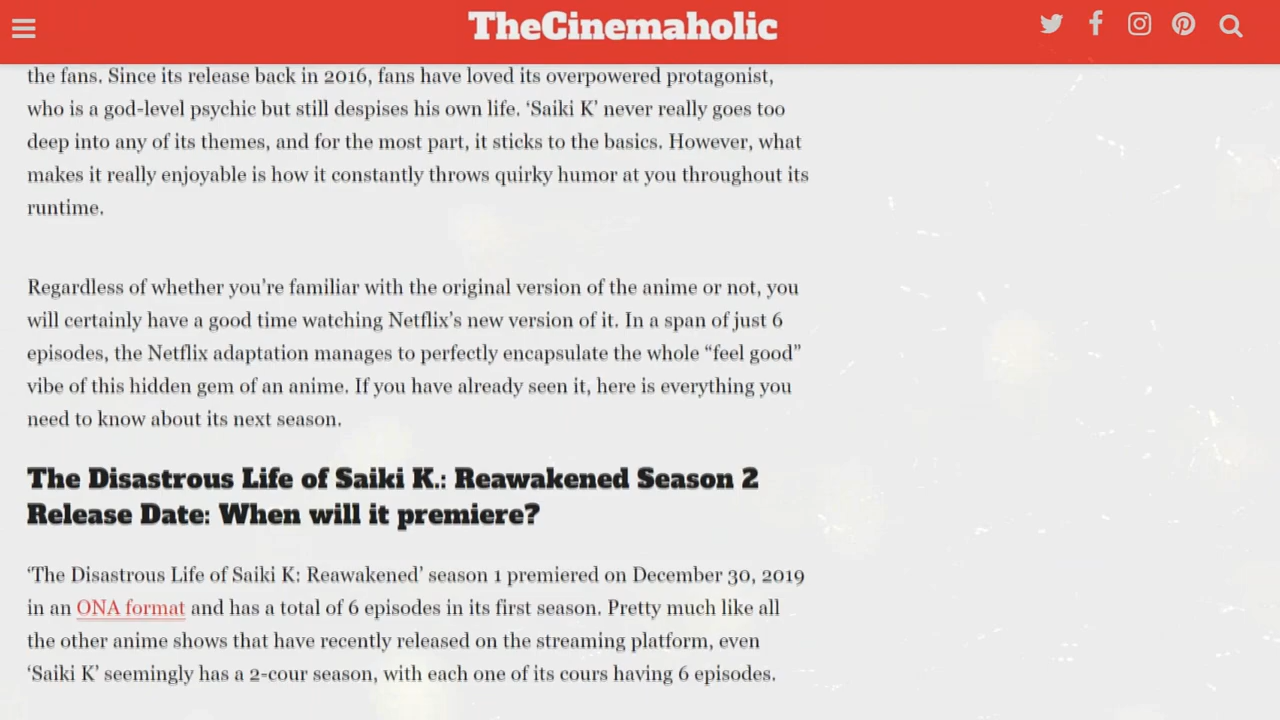 TheCinemaholic
the fans. Since its release back in 2016, fans have loved its overpowered protagonist,
who is a god-level psychic but still despises his own life. ‘Saiki K’ never really goes too
deep into any of its themes, and for the most part, it sticks to the basics. However, what
makes it really enjoyable is how it constantly throws quirky humor at you throughout its
runtime.
Regardless of whether you’re familiar with the original version of the anime or not, you
will certainly have a good time watching Netflix’s new version of it. In a span of just 6
episodes, the Netflix adaptation manages to perfectly encapsulate the whole “feel good”
vibe of this hidden gem of an anime. If you have already seen it, here is everything you
need to know about its next season.
The Disastrous Life of Saiki K.: Reawakened Season 2
Release Date: When will it premiere?
‘The Disastrous Life of Saiki K: Reawakened’ season 1 premiered on December 30, 2019
in an ONA format and has a total of 6 episodes in its first season. Pretty much like all
the other anime shows that have recently released on the streaming platform, even
‘Saiki K’ seemingly has a 2-cour season, with each one of its cours having 6 episodes.